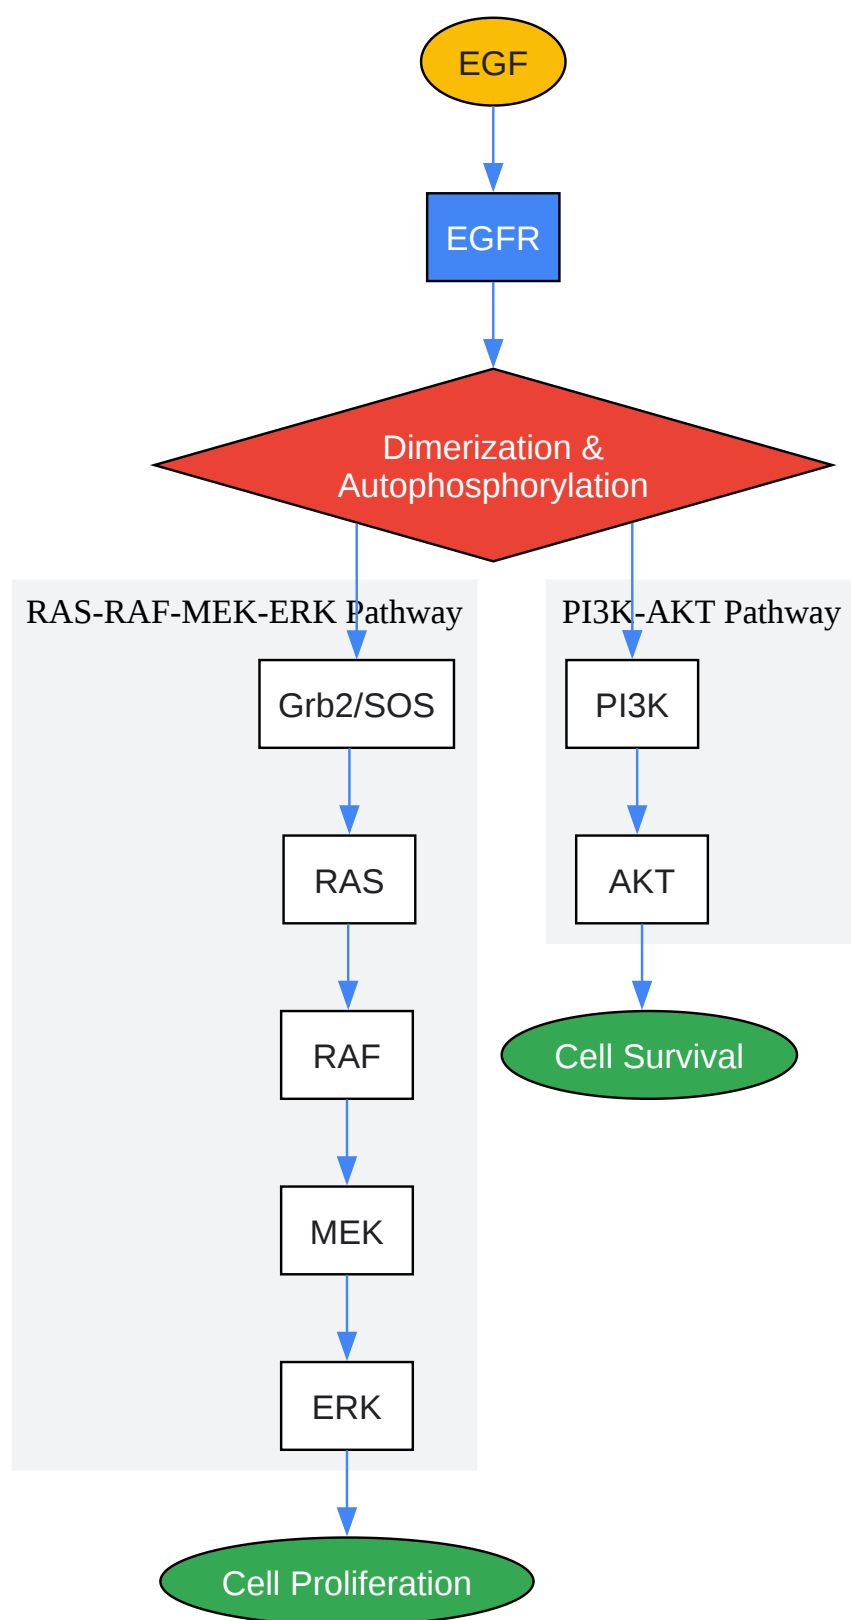 EGF
EGFR
Dimerization &
Autophosphorylation
RAS-RAF-MEK-ERK Pathway
PI3K-AKT Pathway
Grb2/SOS
PI3K
RAS
AKT
RAF
Cell Survival
MEK
ERK
Cell Proliferation